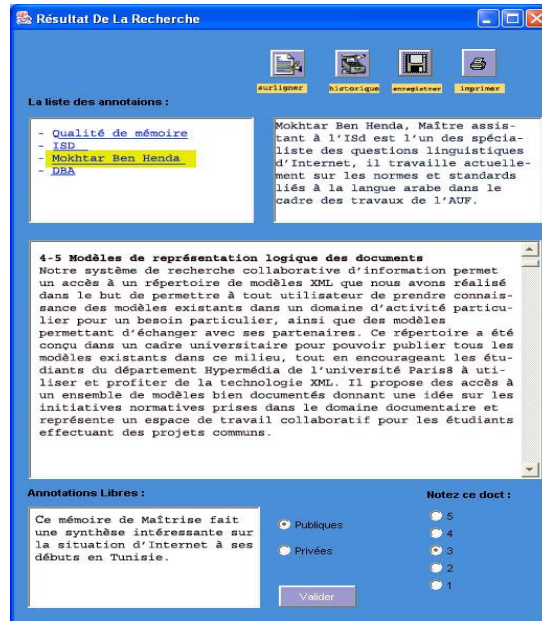 Résultat De La Recherche
surligner historique enregistrer imprimer
La liste des annotaions :
- Qualité de mémoire
- ISD
- Mokhtar Ben Henda
- DBA
Mokhtar Ben Henda, Maître assis-
tant à l'ISd est l'un des spécia-
liste des questions linguistiques
d'Internet, il travaille actuelle-
ment sur les normes et standards
liés à la langue arabe dans le
cadre des travaux de l'AUF.
4-5 Modèles de représentation logique des documents
Notre système de recherche collaborative d'information permet
un accès à un répertoire de modèles XML que nous avons réalisé
dans le but de permettre à tout utilisateur de prendre connais-
sance des modèles existants dans un domaine d'activité particu-
lier pour un besoin particulier, ainsi que des modèles
permettant d'échanger avec ses partenaires. Ce répertoire a été
conçu dans un cadre universitaire pour pouvoir publier tous les
modèles existants dans ce milieu, tout en encourageant les étu-
diants du département Hypermédia de l'université Paris8 à uti-
liser et profiter de la technologie XML. Il propose des accès à
un ensemble de modèles bien documentés donnant une idée sur les
initiatives normatives prises dans le domaine documentaire et
représente un espace de travail collaboratif pour les étudiants
effectuant des projets communs.
Annotations Libres :
Ce mémoire de Maîtrise fait
une synthèse intéressante sur
la situation d'Internet à ses
débuts en Tunisie.
Publiques
Privées
Valider
Notez ce doct :
5
4
3
2
1